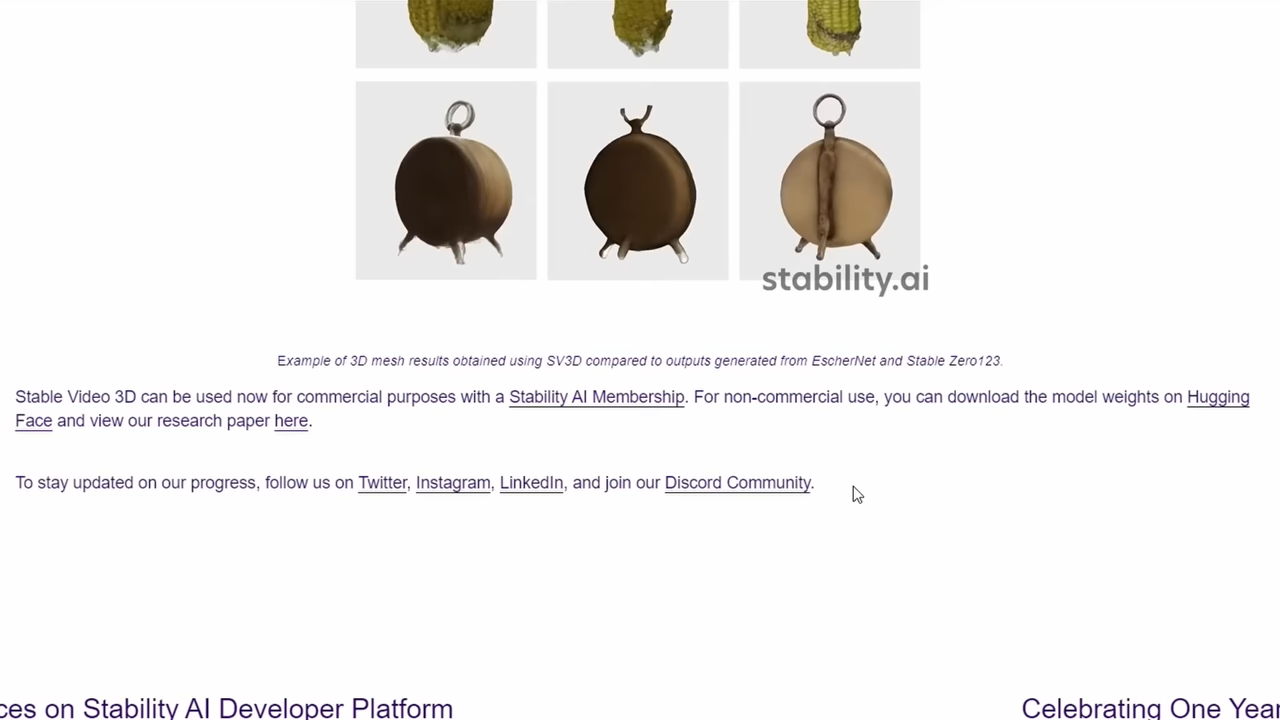 stability.ai
Example of 3D mesh results obtained using SV3D compared to outputs generated from EscherNet and Stable Zero123.
Stable Video 3D can be used now for commercial purposes with a Stability AI Membership. For non-commercial use, you can download the model weights on Hugging
Face and view our research paper here.
To stay updated on our progress, follow us on Twitter, Instagram, LinkedIn, and join our Discord Community.
on Stability AI Developer Platform
Celebrating One Year